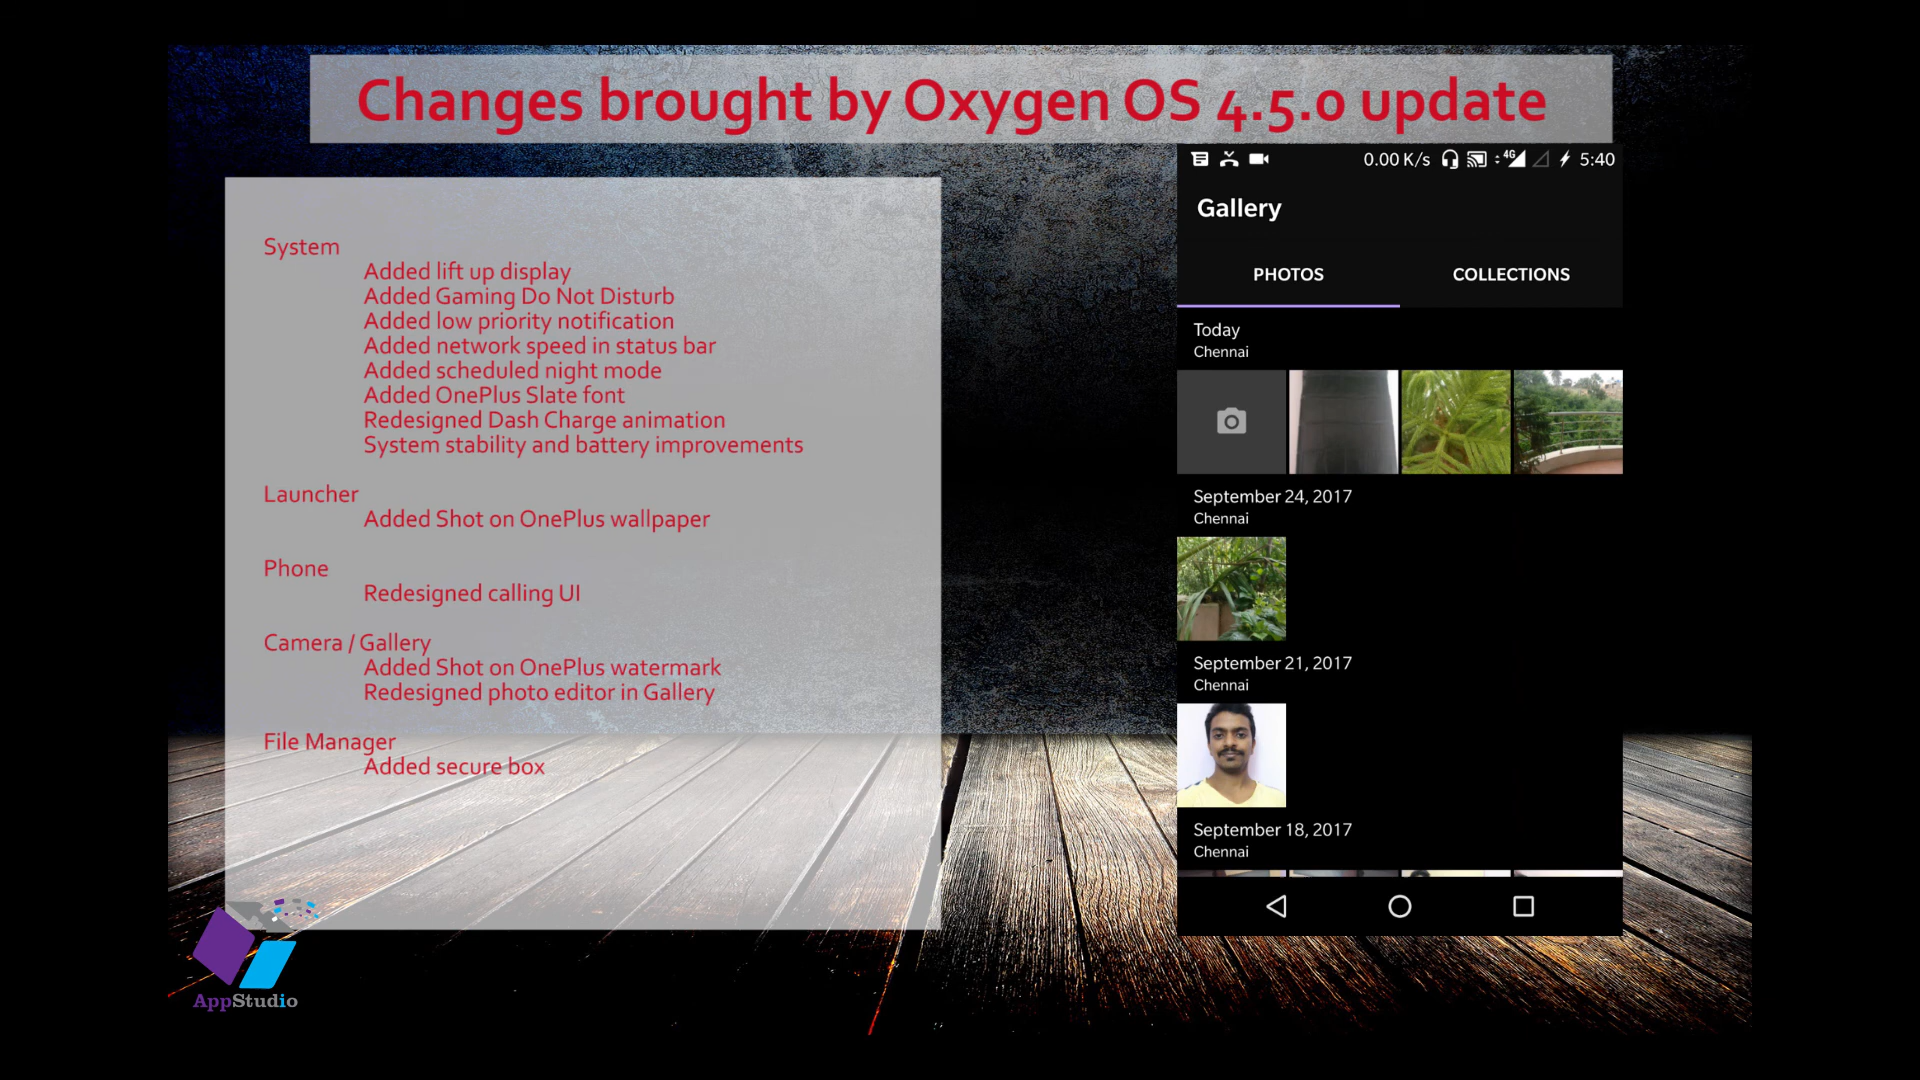 Changes brought by Oxygen OS 4.5.0 update
System
Added lift up display
Added Gaming Do Not Disturb
Added low priority notification
Added network speed in status bar
Added scheduled night mode
Added OnePlus Slate font
Redesigned Dash Charge animation
System stability and battery improvements
Launcher
Added Shot on OnePlus wallpaper
Phone
Redesigned calling UI
Camera / Gallery
Added Shot on OnePlus watermark
Redesigned photo editor in Gallery
File Manager
Added secure box
AppStudio
0.00 K/s 4G 5:40
Gallery
PHOTOS COLLECTIONS
Today
Chennai
September 24, 2017
Chennai
September 21, 2017
Chennai
September 18, 2017
Chennai